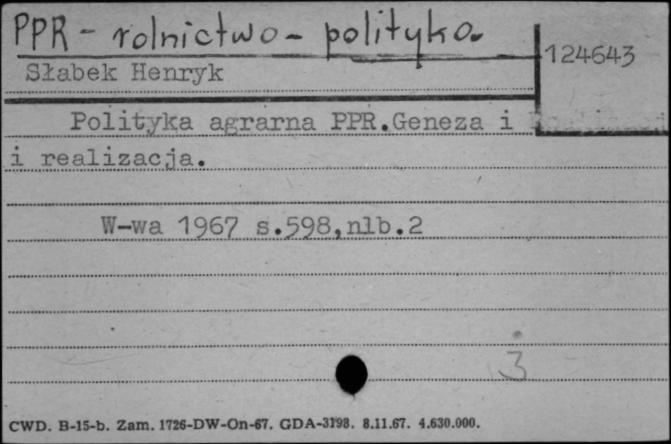 PPR - rolnictwo - polityka.
124643
Słabek Henryk
Polityka agrarna PPR.Geneza i
i realizacja.
W-wa 1967 s.598,nlb.2
3
CWD. B-15-b. Zam. 1726-DW-On-67. GDA-3198. 8.11.67. 4.630.000.